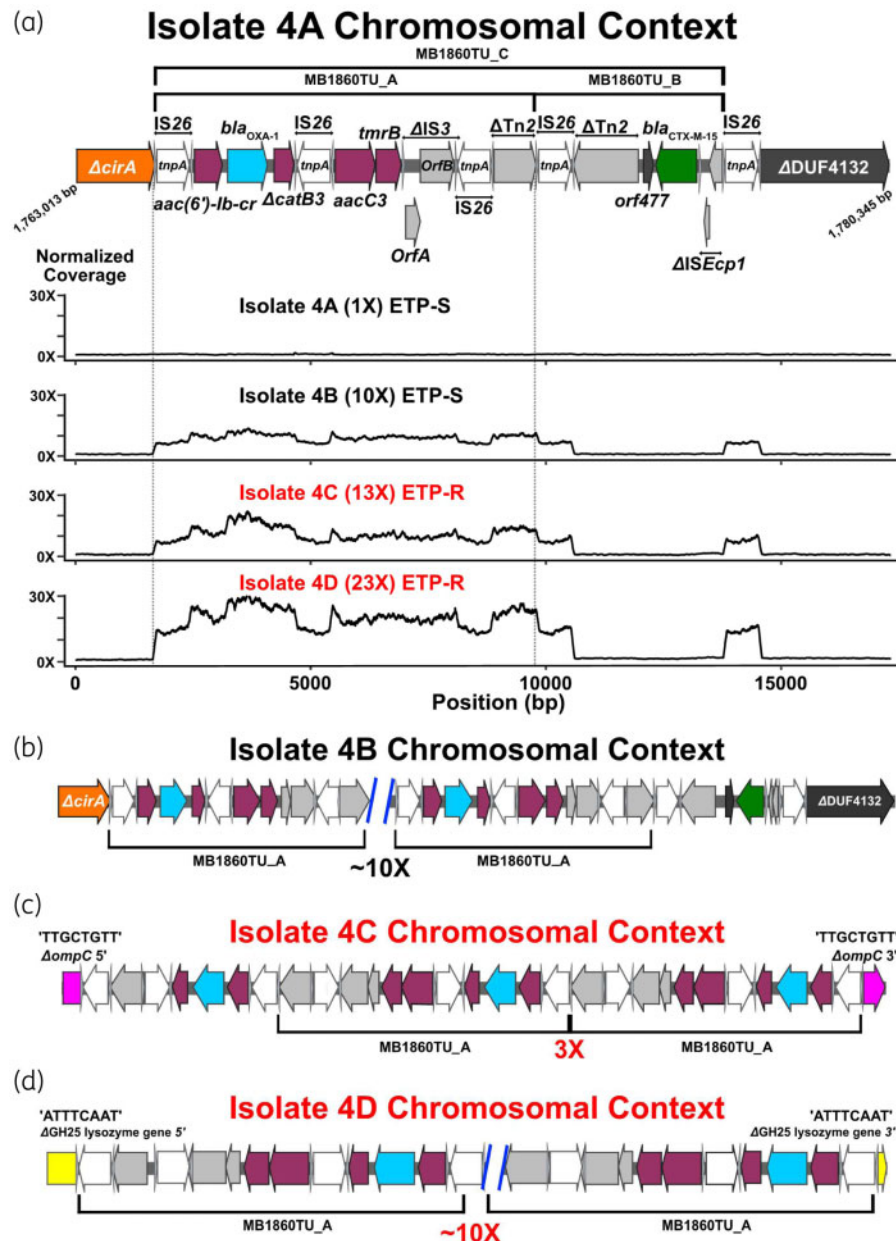 (a)
Isolate 4A Chromosomal Context
MB1860TU_C
MB1860TU_A
MB1860TU_B
IS26
blaOXA-1
IS26
tmrB
ΔIS3
ΔTn2
IS26
ΔTn2
blaCTX-M-15
IS26
ΔcirA
tnpA
tnpA
OrfB
tnpA
tnpA
tnpA
ΔDUF4132
1,763,013 bp
aac(6')-Ib-cr
ΔcatB3
aacC3
IS26
orf477
1,780,345 bp
OrfA
ΔISEcp1
Normalized
Coverage
30X
Isolate 4A (1X) ETP-S
0X
30X
Isolate 4B (10X) ETP-S
0X
30X
Isolate 4C (13X) ETP-R
0X
30X
Isolate 4D (23X) ETP-R
0X
0
5000
10000
15000
Position (bp)
(b)
Isolate 4B Chromosomal Context
ΔcirA
ΔDUF4132
MB1860TU_A
~10X
MB1860TU_A
(c)
Isolate 4C Chromosomal Context
'TTGCTGTT'
ΔompC 5'
'TTGCTGTT'
ΔompC 3'
MB1860TU_A
3X
MB1860TU_A
(d)
Isolate 4D Chromosomal Context
'ATTTCAAT'
ΔGH25 lysozyme gene 5'
'ATTTCAAT'
ΔGH25 lysozyme gene 3'
MB1860TU_A
~10X
MB1860TU_A